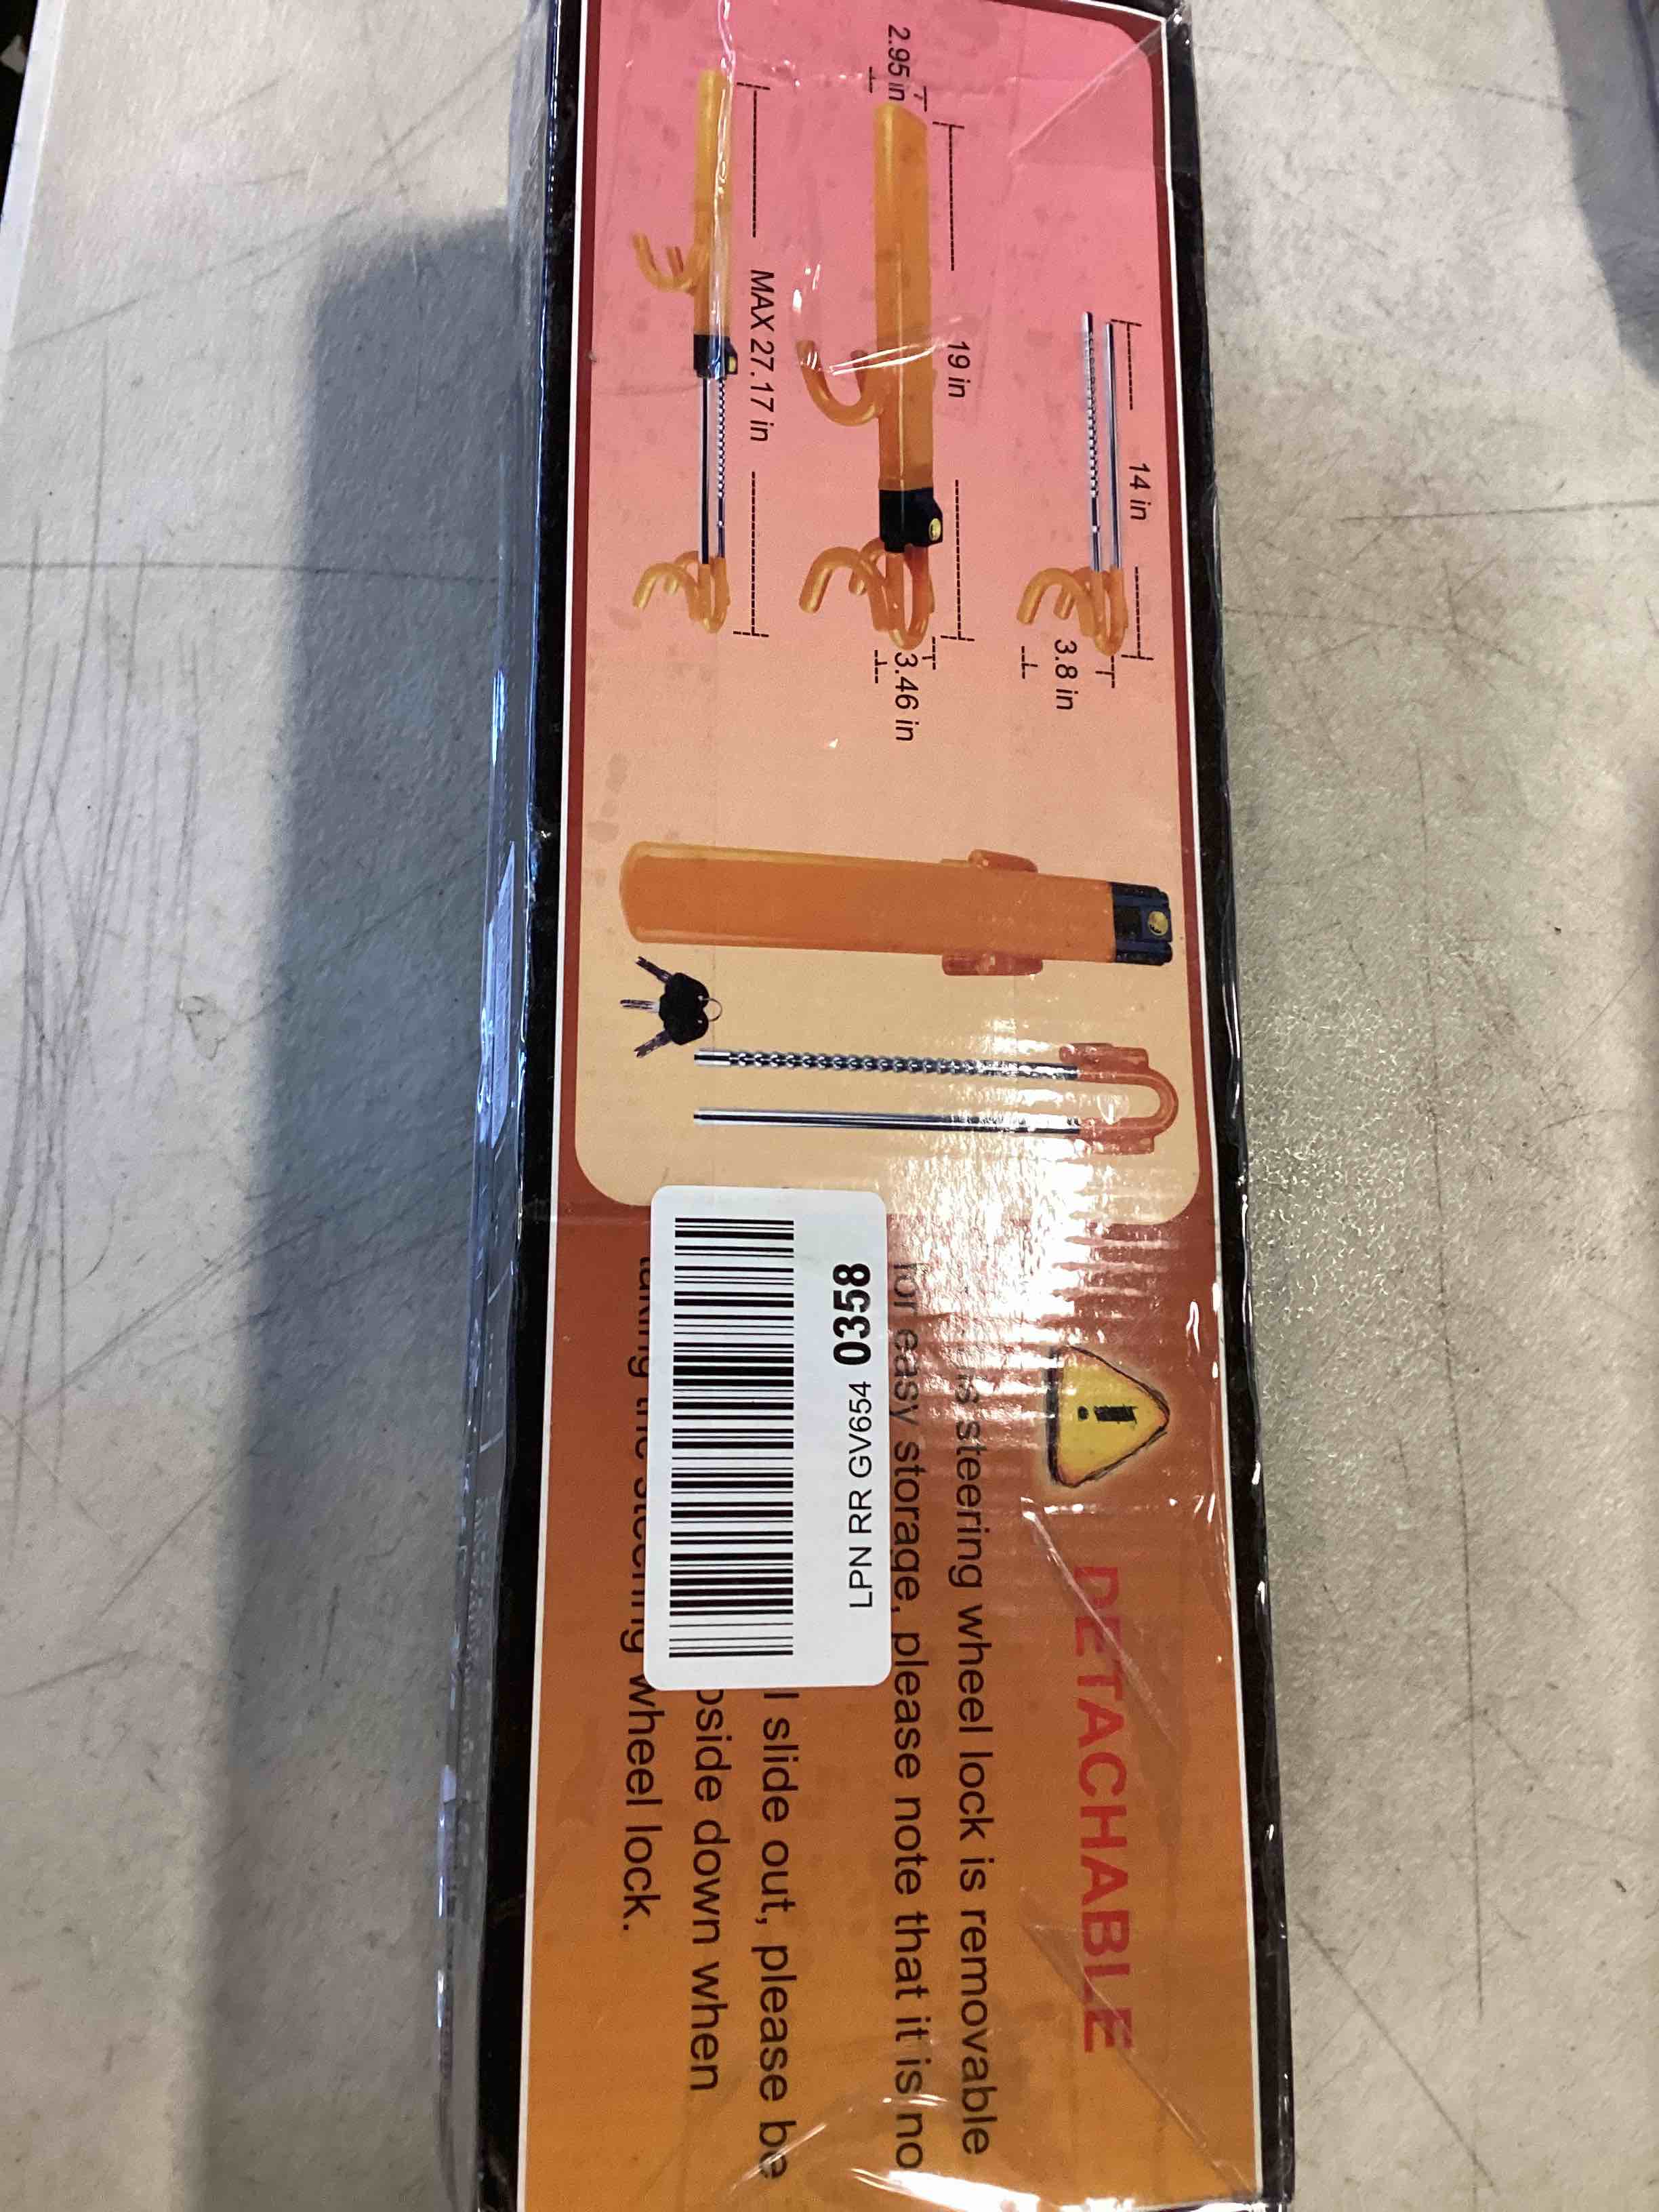 14 in
3.8 in
2.95 in
19 in
3.46 in
MAX 27.17 in
DETACHABLE
is steering wheel lock is removable
for easy storage, please note that it is no
slide out, please be
down when
taking the steering wheel lock.
LPN RR GV654 0358